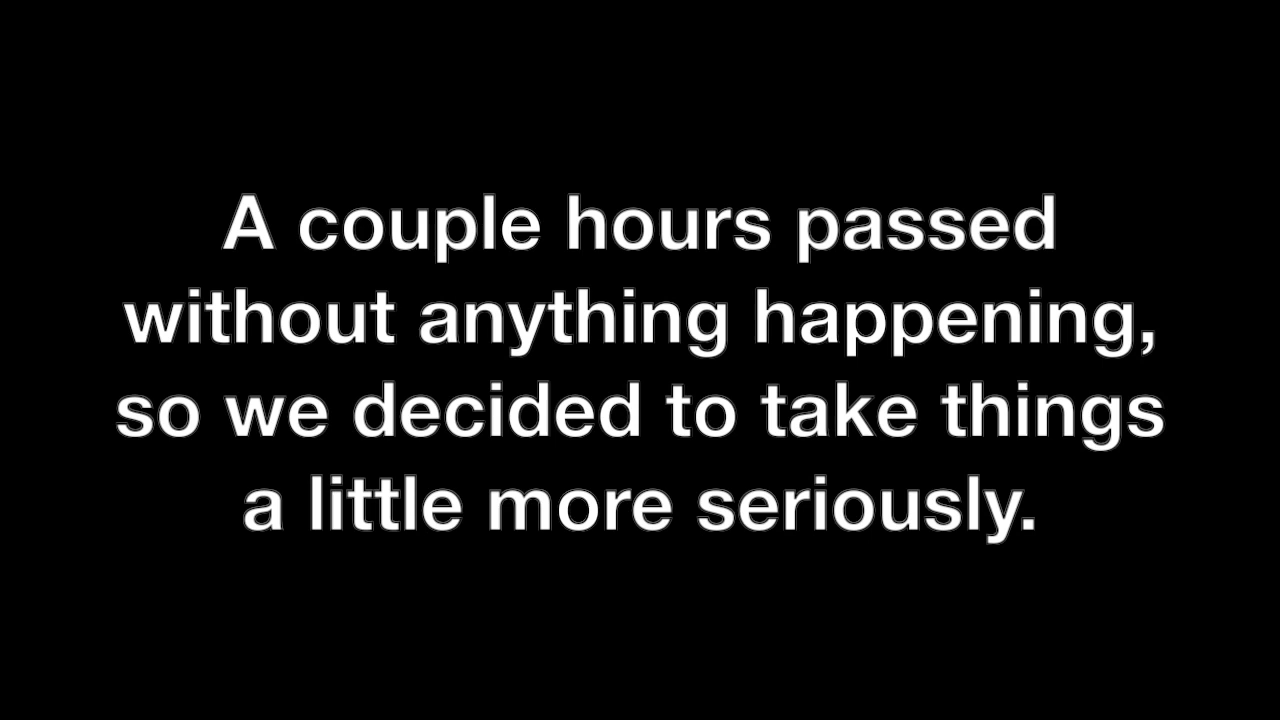 A couple hours passed
without anything happening,
so we decided to take things
a little more seriously.